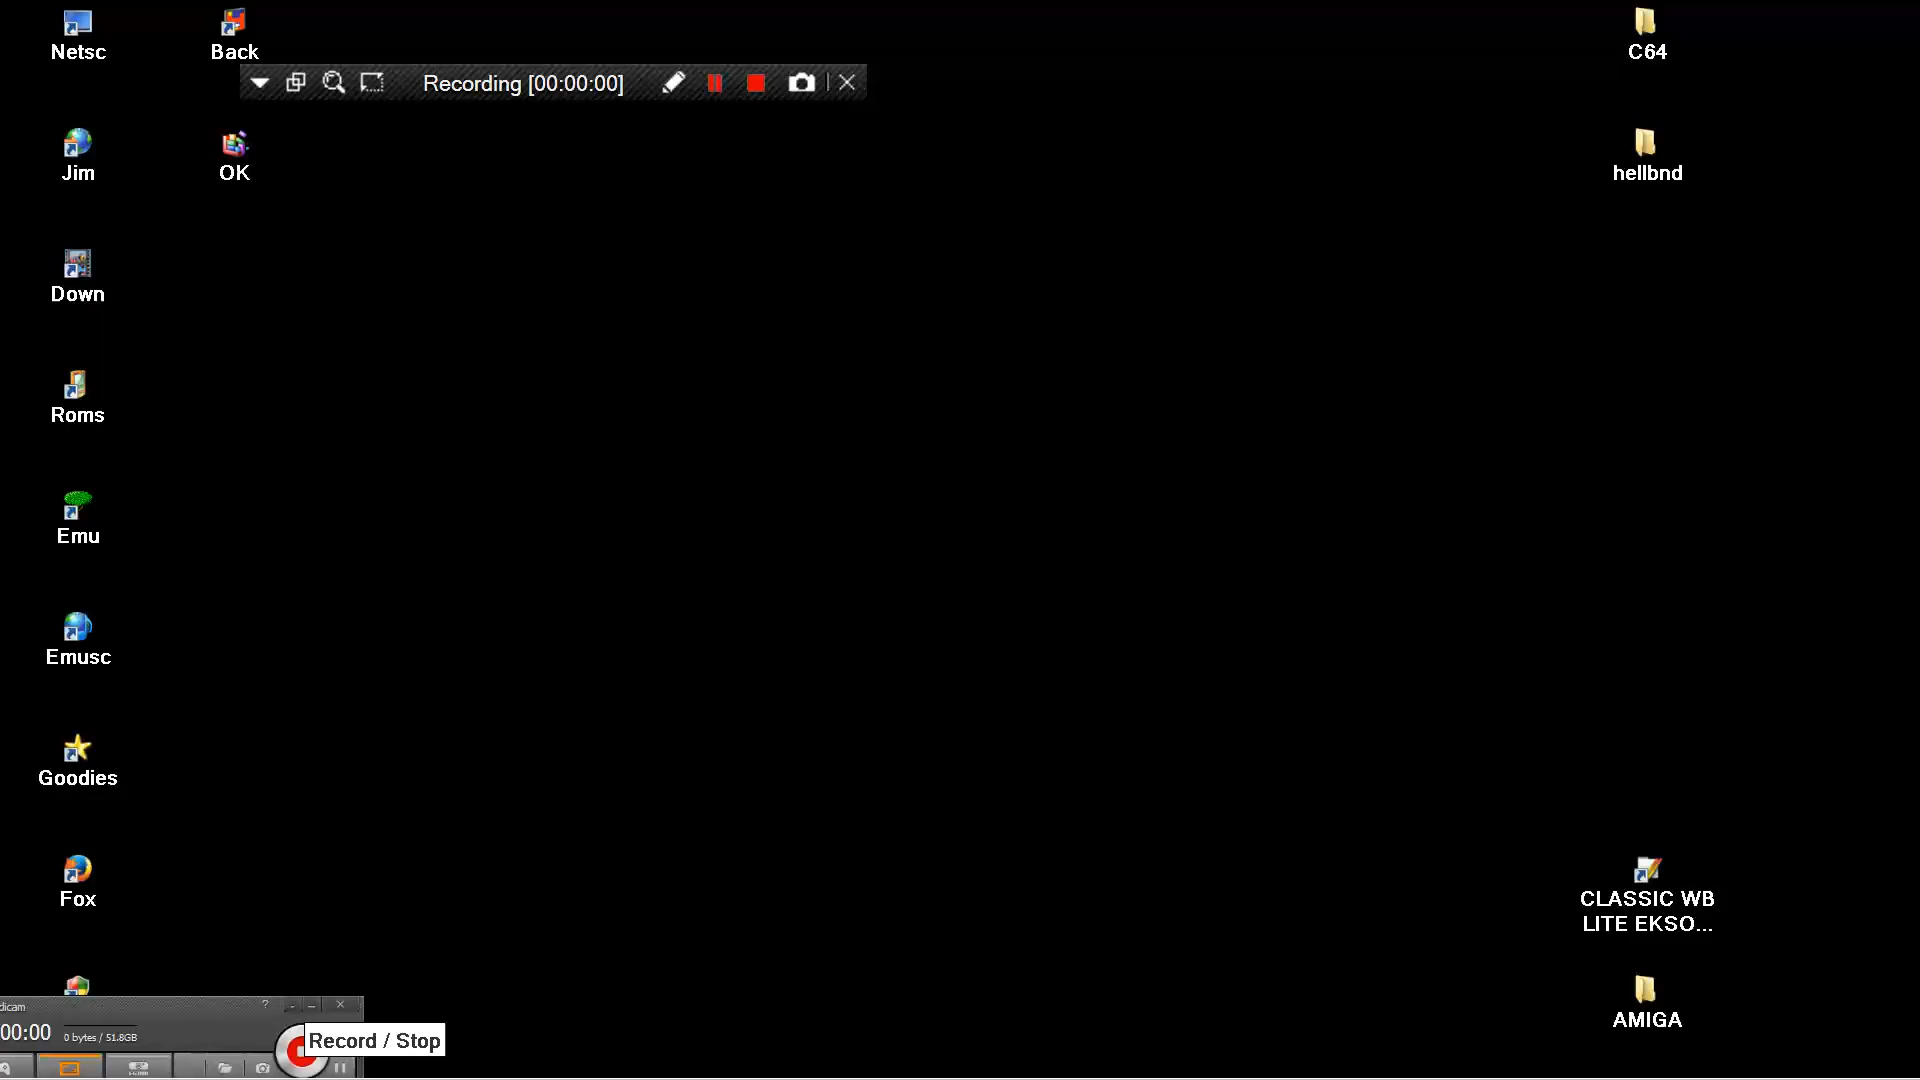 Netsc
Back
C64
Recording [00:00:00]
Jim
OK
hellbnd
Down
Roms
Emu
Emusc
Goodies
Fox
CLASSIC WB
LITE EKSO...
dicam
?
00:00
0 bytes / 51.8GB
Record / Stop
AMIGA